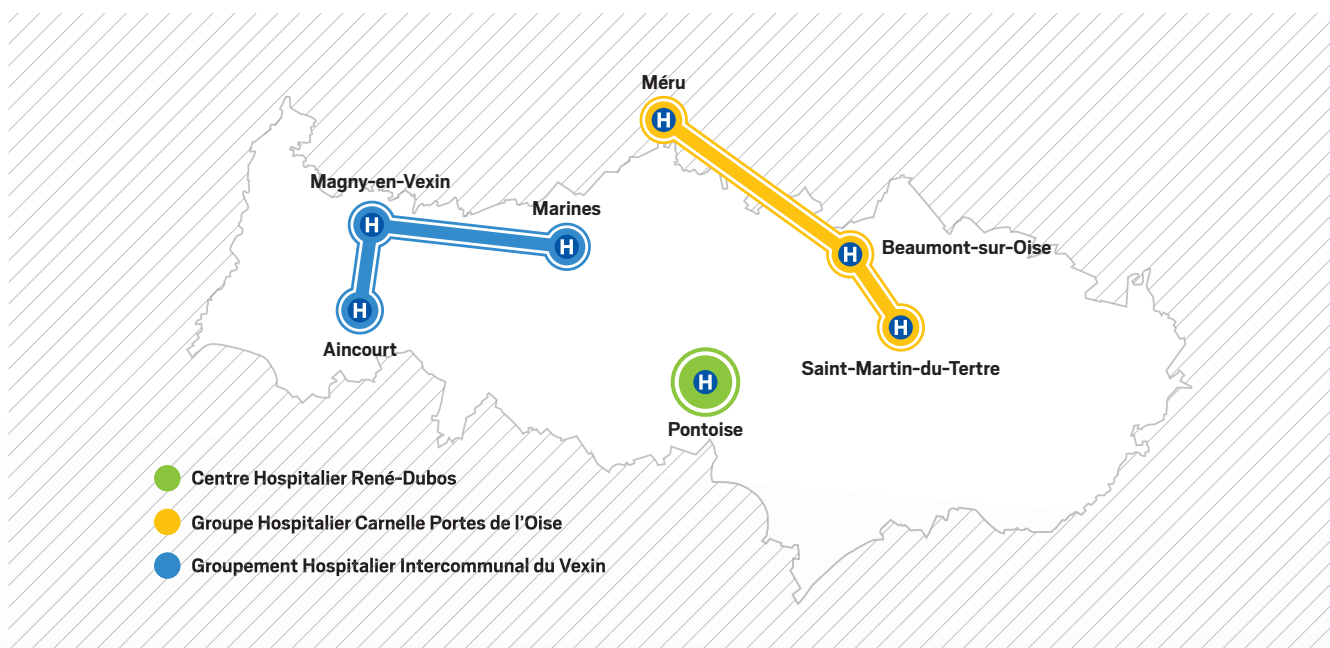 Méru
H
Magny-en-Vexin
Marines
H
H
Beaumont-sur-Oise
H
H
Aincourt
H
Saint-Martin-du-Tertre
H
Pontoise
Centre Hospitalier René-Dubos
Groupe Hospitalier Carnelle Portes de l’Oise
Groupement Hospitalier Intercommunal du Vexin